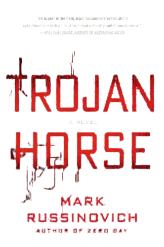 TROJAN
A NOVEL
HORSE
MARK
RUSSINOVICH
AUTHOR OF ZERO DAY